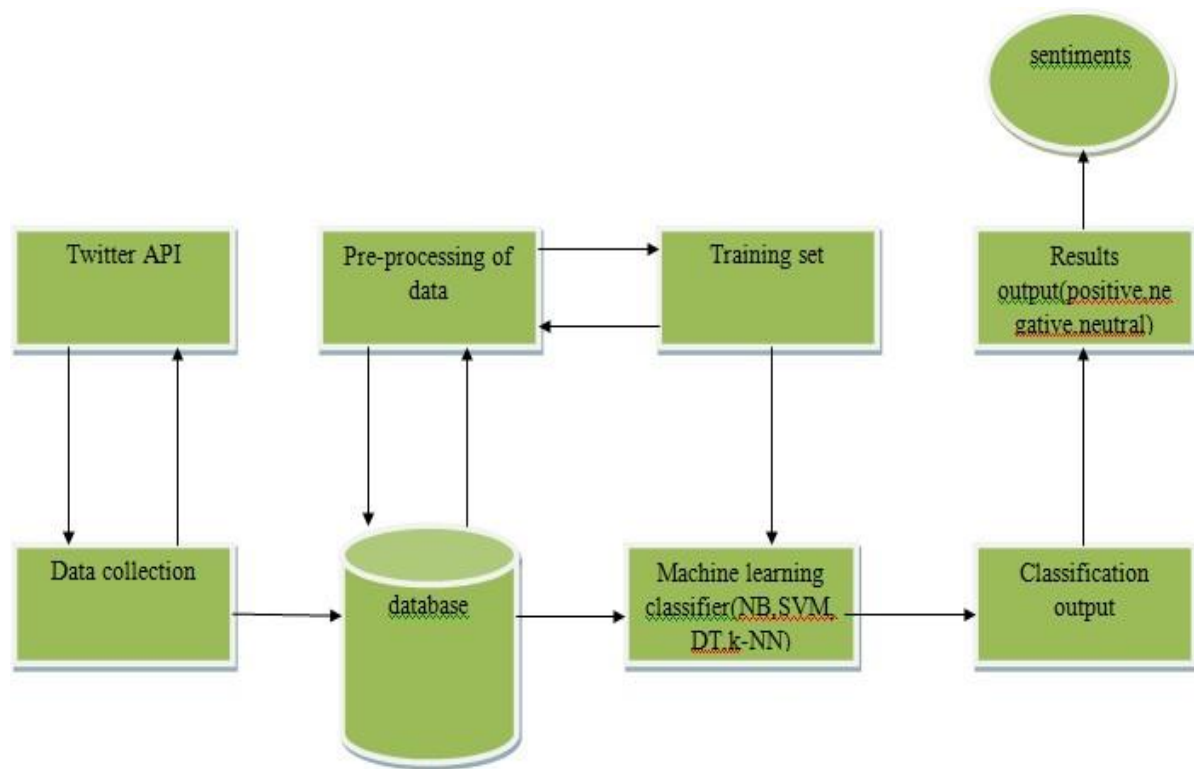 sentiments
Twitter API
Pre-processing of
data
Training set
Results
output(positive,ne
gative,neutral)
Data collection
database
Machine learning
classifier(NB,SVM,
DT,k-NN)
Classification
output